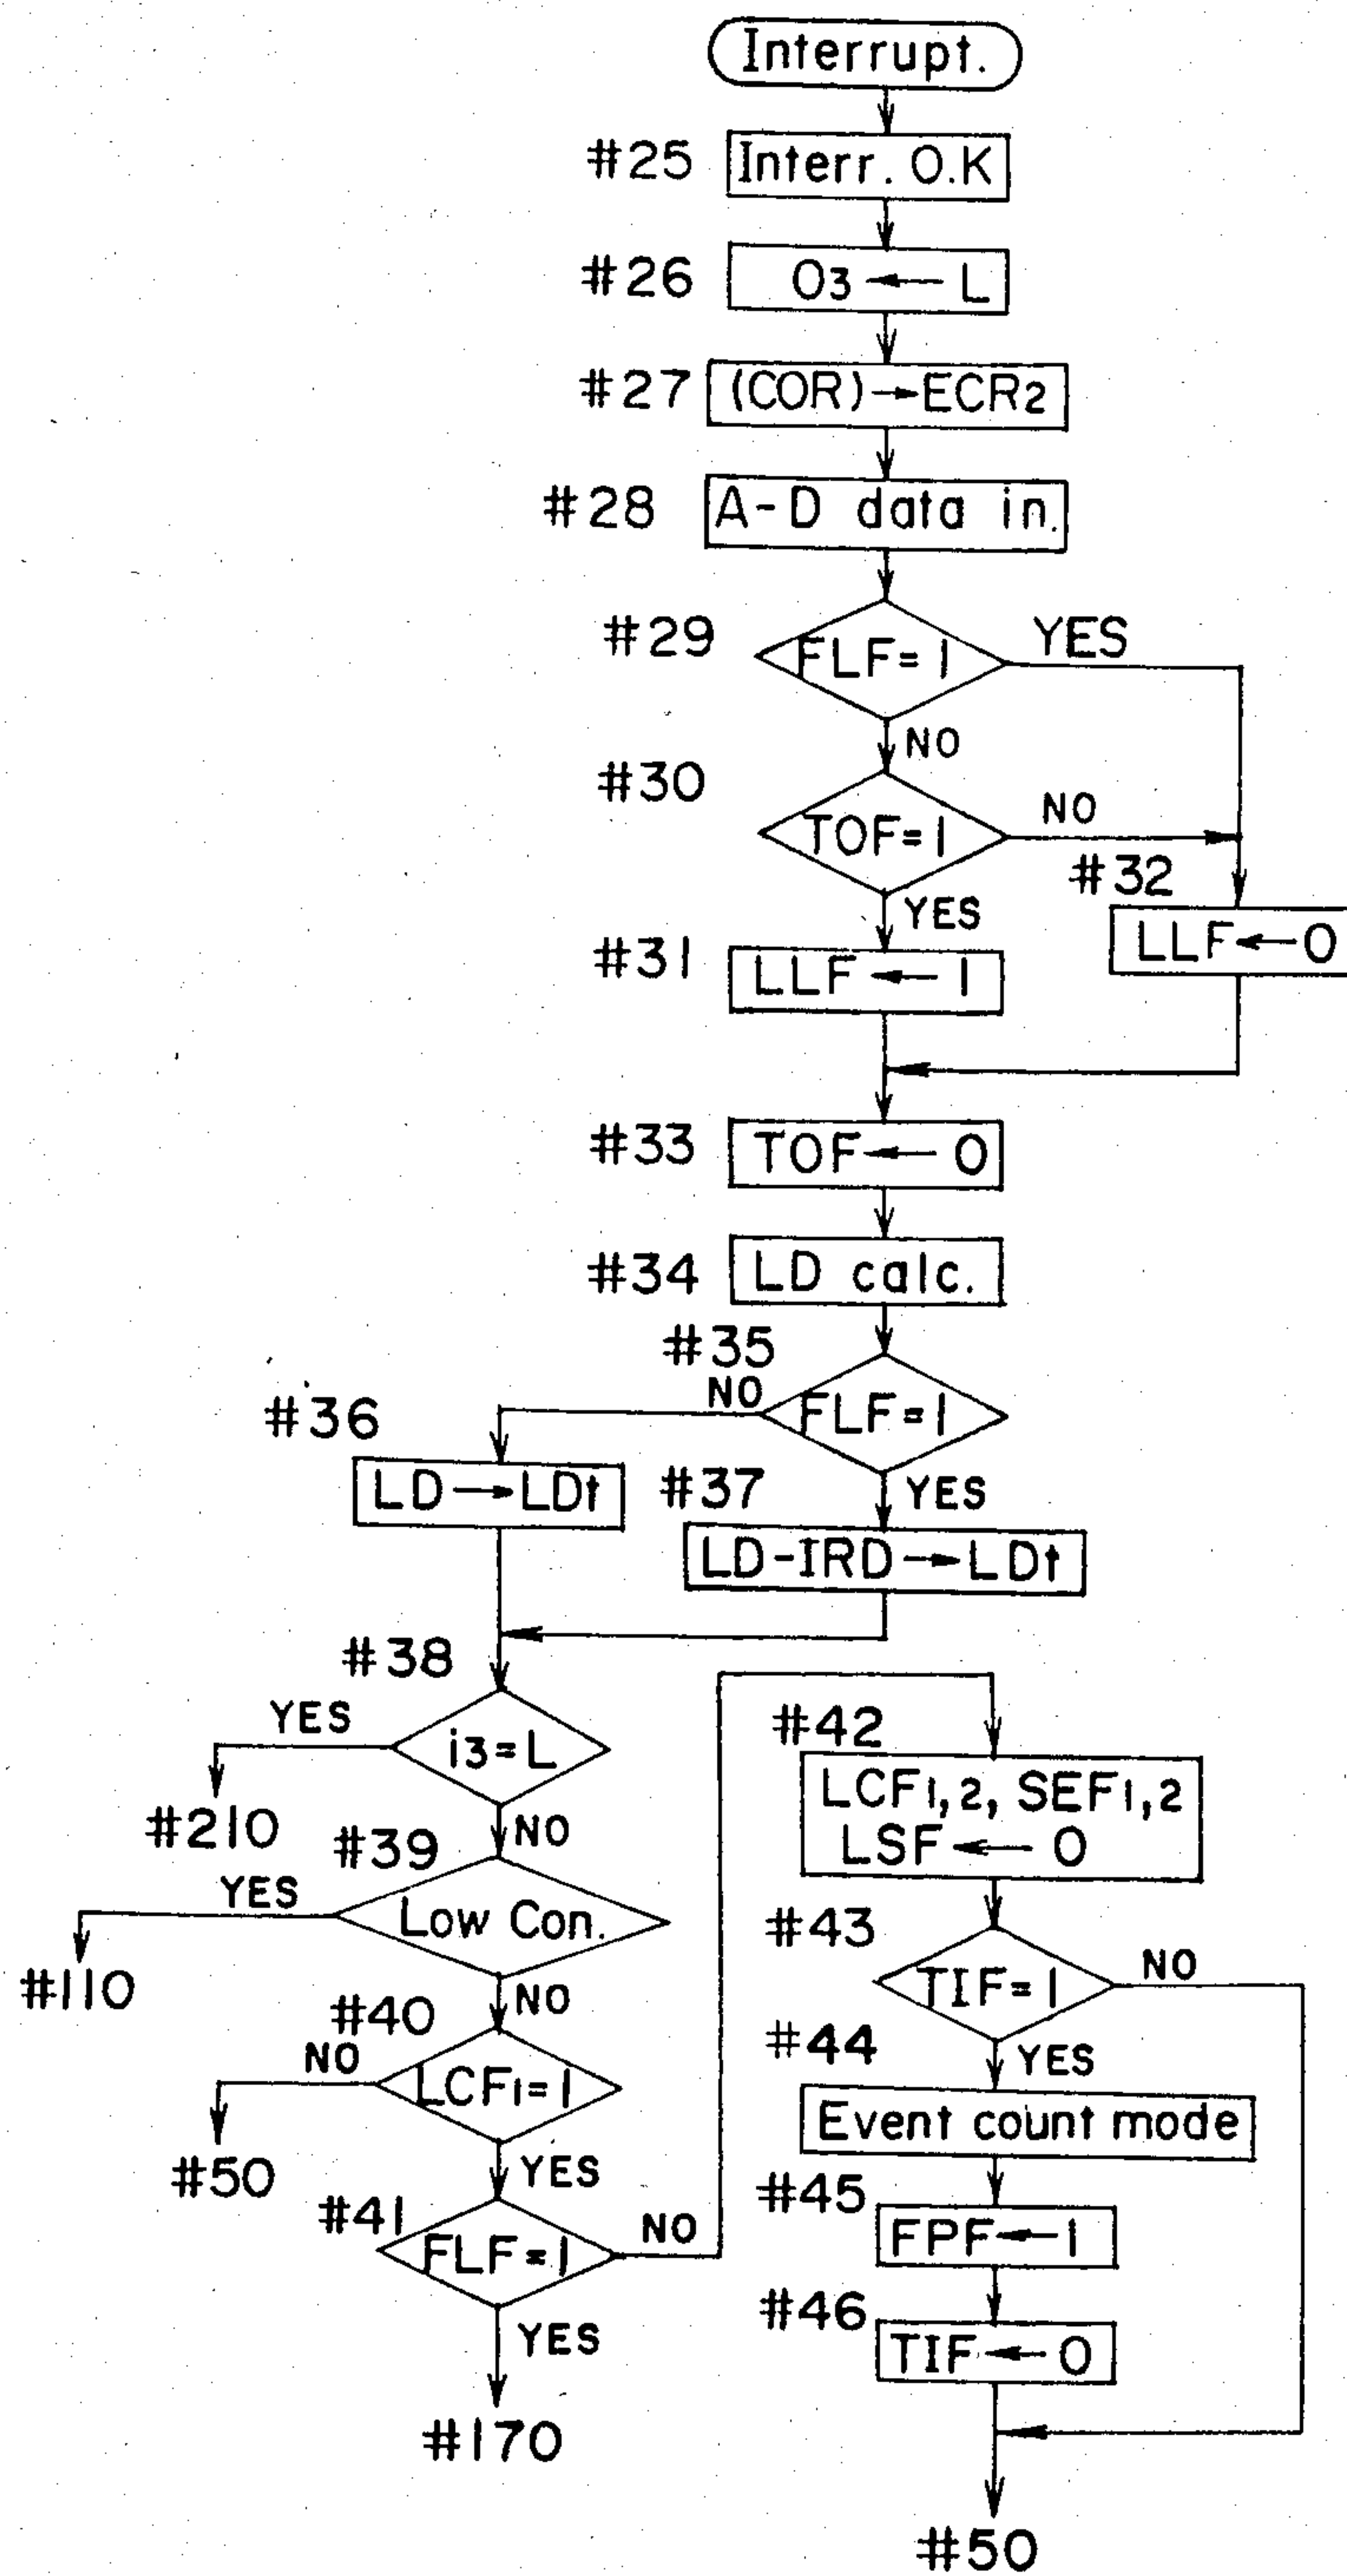 Interrupt.
#25 Interr. O.K
#26 O3 ← L
#27 (COR)→ECR2
#28 A-D data in.
#29 FLF=1 YES
NO
#30 TOF=1 NO
YES
#32 LLF←0
#31 LLF ← 1
#33 TOF← 0
#34 LD calc.
#35 FLF=1
NO
YES
#36 LD→LDt
#37 LD-IRD→LDt
#38 i3=L
YES
#210
NO
#39 Low Con.
YES
#110
NO
#40 LCF1=1
NO
#50
YES
#41 FLF=1 NO
YES
#170
#42
LCF1,2, SEF1,2
LSF ← 0
#43 TIF=1 NO
YES
#44 Event count mode
#45 FPF←1
#46 TIF← 0
#50